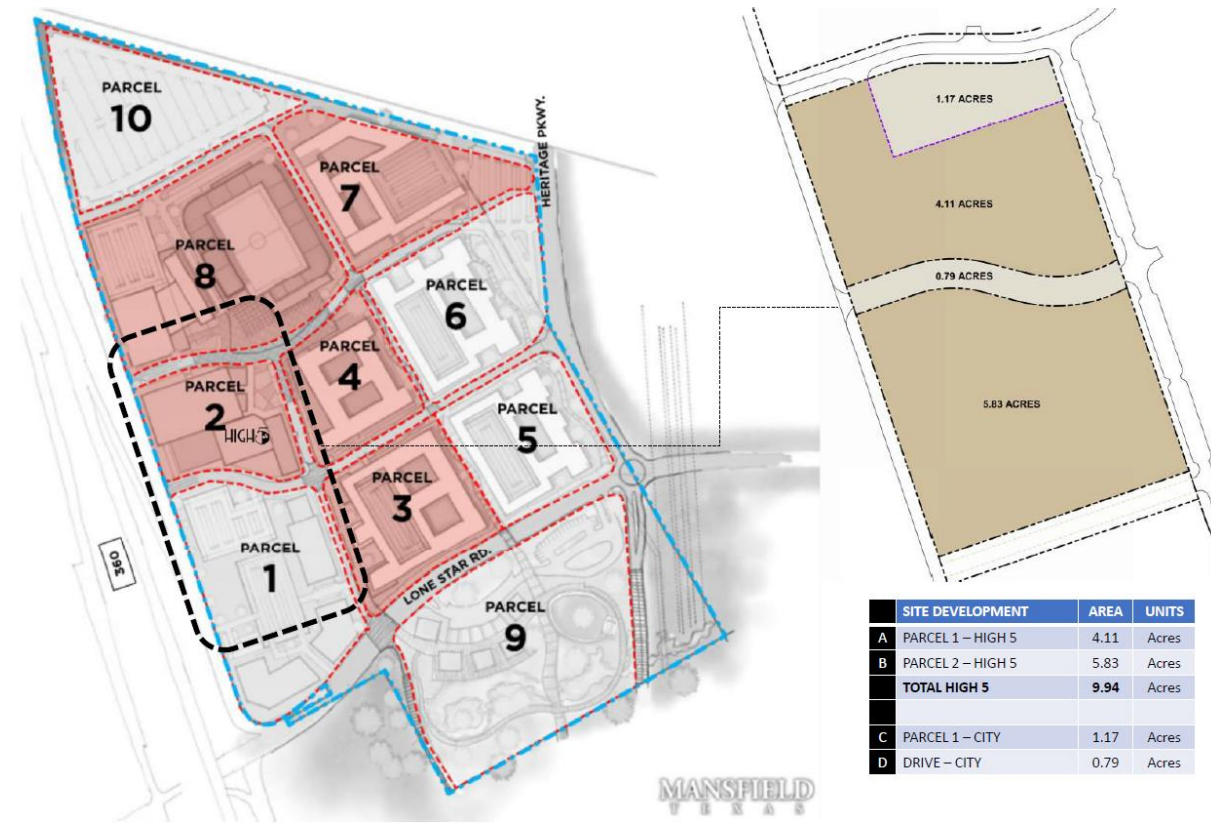 PARCEL
10
PARCEL
7
HERITAGE PKWY.
PARCEL
8
PARCEL
6
PARCEL
4
PARCEL
2
HIGH 5
PARCEL
5
PARCEL
3
PARCEL
1
360
LONE STAR RD.
PARCEL
9
MANSFIELD
TEXAS
1.17 ACRES
4.11 ACRES
0.79 ACRES
5.83 ACRES
SITE DEVELOPMENT AREA UNITS
A PARCEL 1 – HIGH 5 4.11 Acres
B PARCEL 2 – HIGH 5 5.83 Acres
TOTAL HIGH 5 9.94 Acres
C PARCEL 1 – CITY 1.17 Acres
D DRIVE – CITY 0.79 Acres